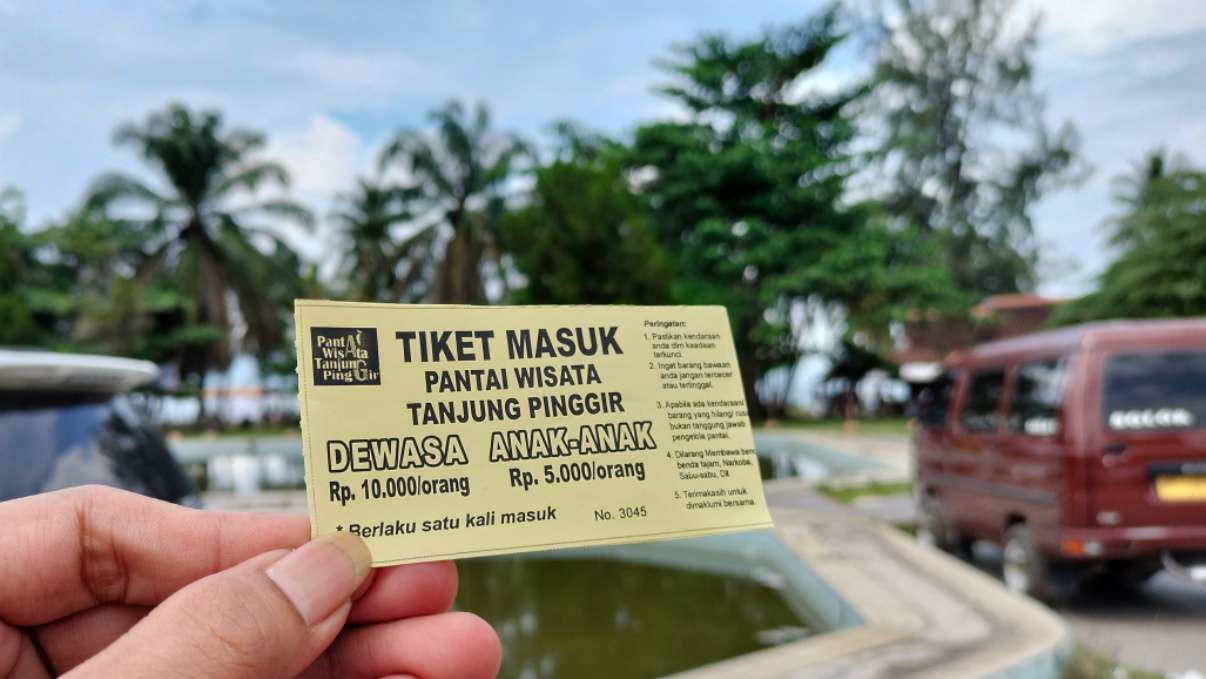 Pantai
Wisata
Tanjung
Pinggir
TIKET MASUK
PANTAI WISATA
TANJUNG PINGGIR
DEWASA ANAK-ANAK
Rp. 10.000/orang Rp. 5.000/orang
* Berlaku satu kali masuk No. 3045
Peringatan:
1. Pastikan kendaraan
anda dlm keadaan
terkunci.
2. Ingat barang bawaan
anda jangan tercecer
atau tertinggal.
3. Apabila ada kendaraan/
barang yang hilang/
bukan tanggung jawab
pengelola pantai.
4. Dilarang Membawa
benda tajam, Narkoba,
Sabu-sabu, Dll
5. Terimakasih untuk
dimaklumi bersama.